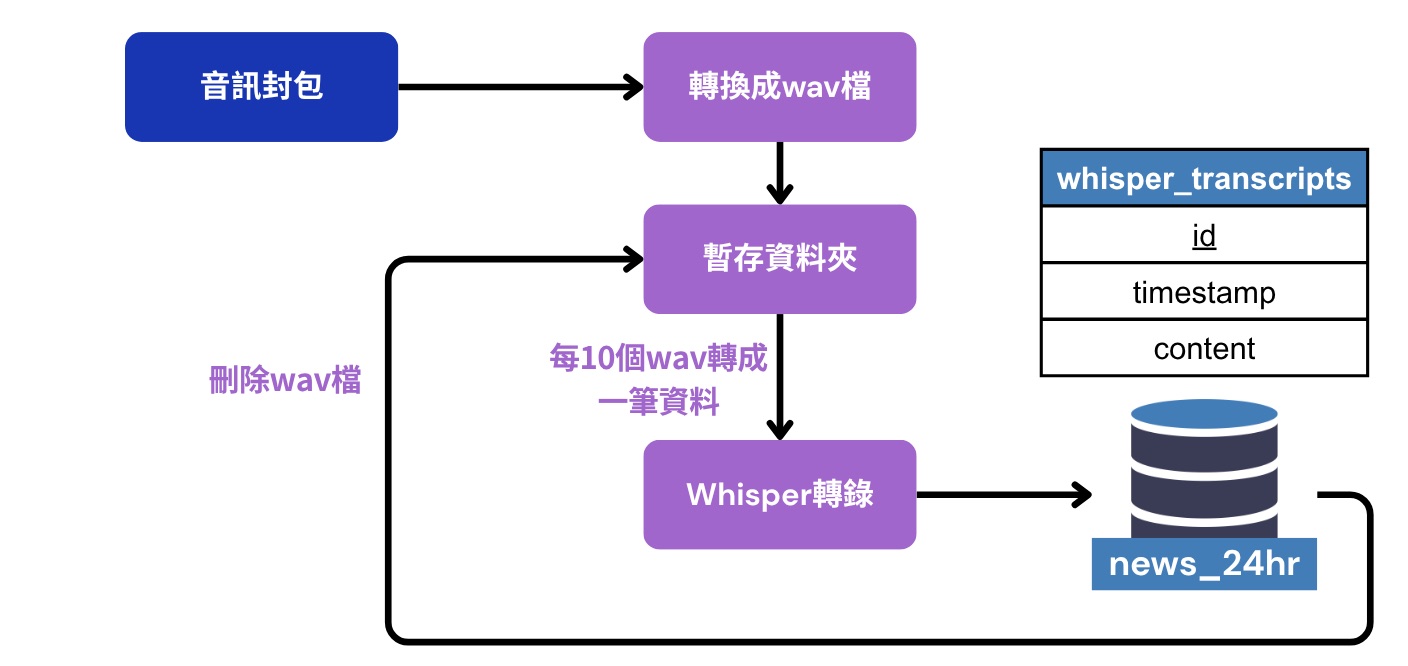 音訊封包
轉換成wav檔
whisper_transcripts
id
timestamp
content
暫存資料夾
刪除wav檔
每10個wav轉成
一筆資料
Whisper轉錄
news_24hr